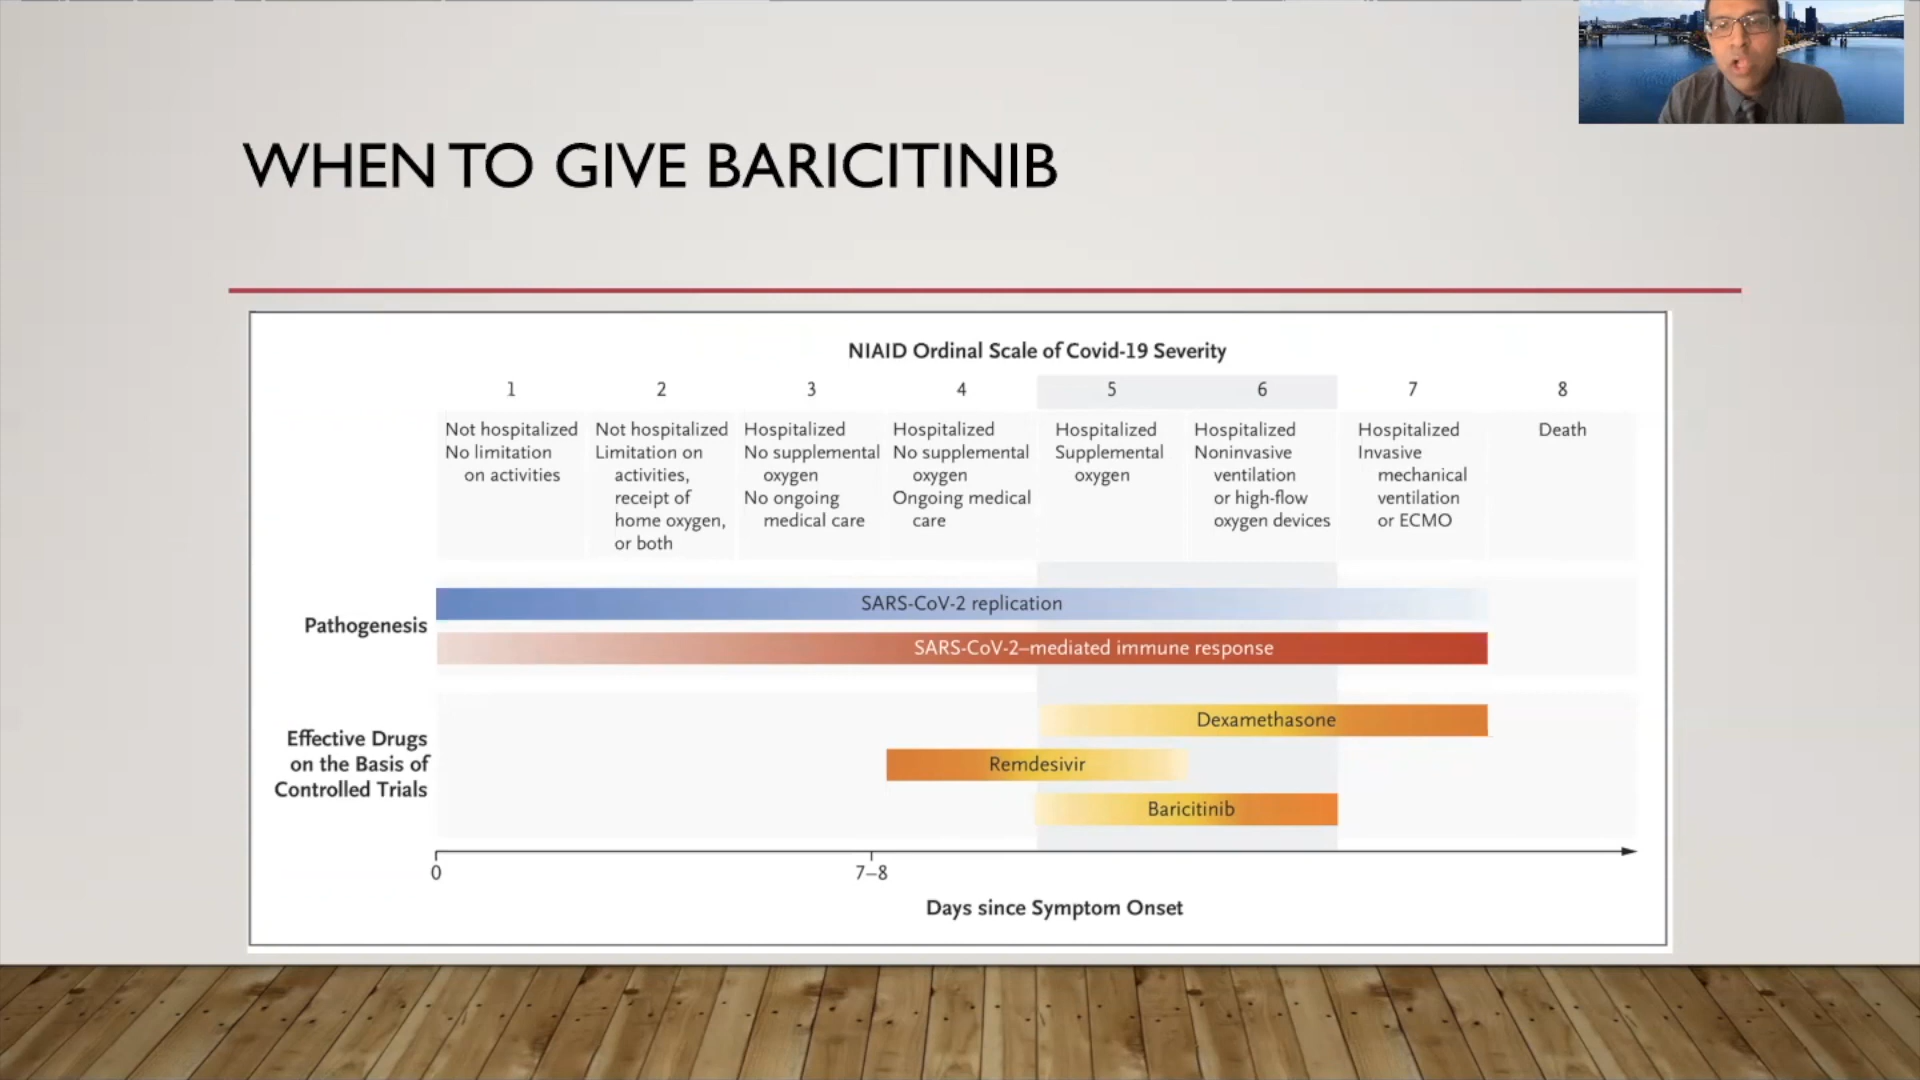 WHEN TO GIVE BARICITINIB
NIAID Ordinal Scale of Covid-19 Severity
1 2 3 4 5 6 7 8
Not hospitalized
No limitation
on activities
Not hospitalized
Limitation on
activities,
receipt of
home oxygen,
or both
Hospitalized
No supplemental
oxygen
No ongoing
medical care
Hospitalized
No supplemental
oxygen
Ongoing medical
care
Hospitalized
Supplemental
oxygen
Hospitalized
Noninvasive
ventilation
or high-flow
oxygen devices
Hospitalized
Invasive
mechanical
ventilation
or ECMO
Death
Pathogenesis
SARS-CoV-2 replication
SARS-CoV-2–mediated immune response
Effective Drugs
on the Basis of
Controlled Trials
Dexamethasone
Remdesivir
Baricitinib
0 7–8
Days since Symptom Onset